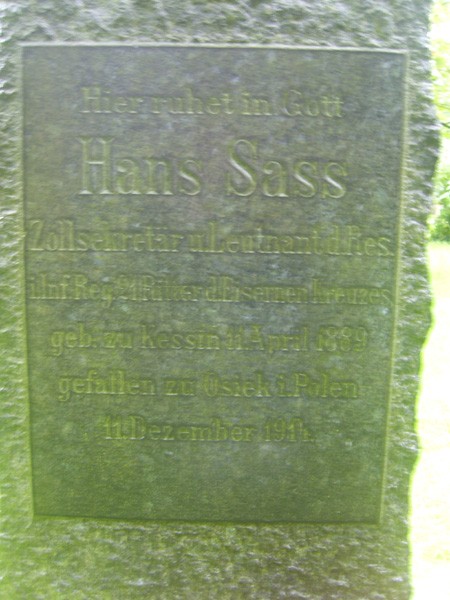 Hier ruhet in Gott
Hans Sass
Zollsekretär u. Leutnant d. Res.
i. Inf. Reg. 21 Ritter d. Eisernen Kreuzes
geb. zu Kessin 11. April 1889
gefallen zu Osiek i. Polen
11. Dezember 1914.